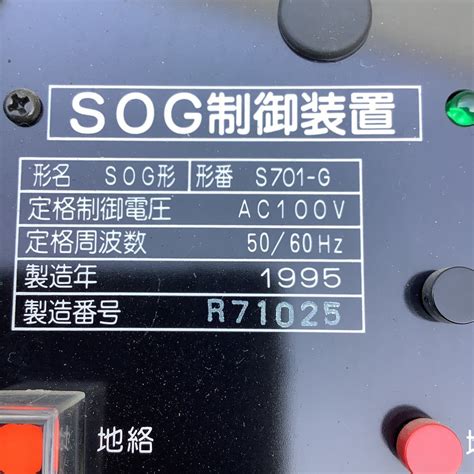 SOG制御装置
形名 SOG形 形番 S701-G
定格制御電圧 AC100V
定格周波数 50/60Hz
製造年 1995
製造番号 R71025
地絡